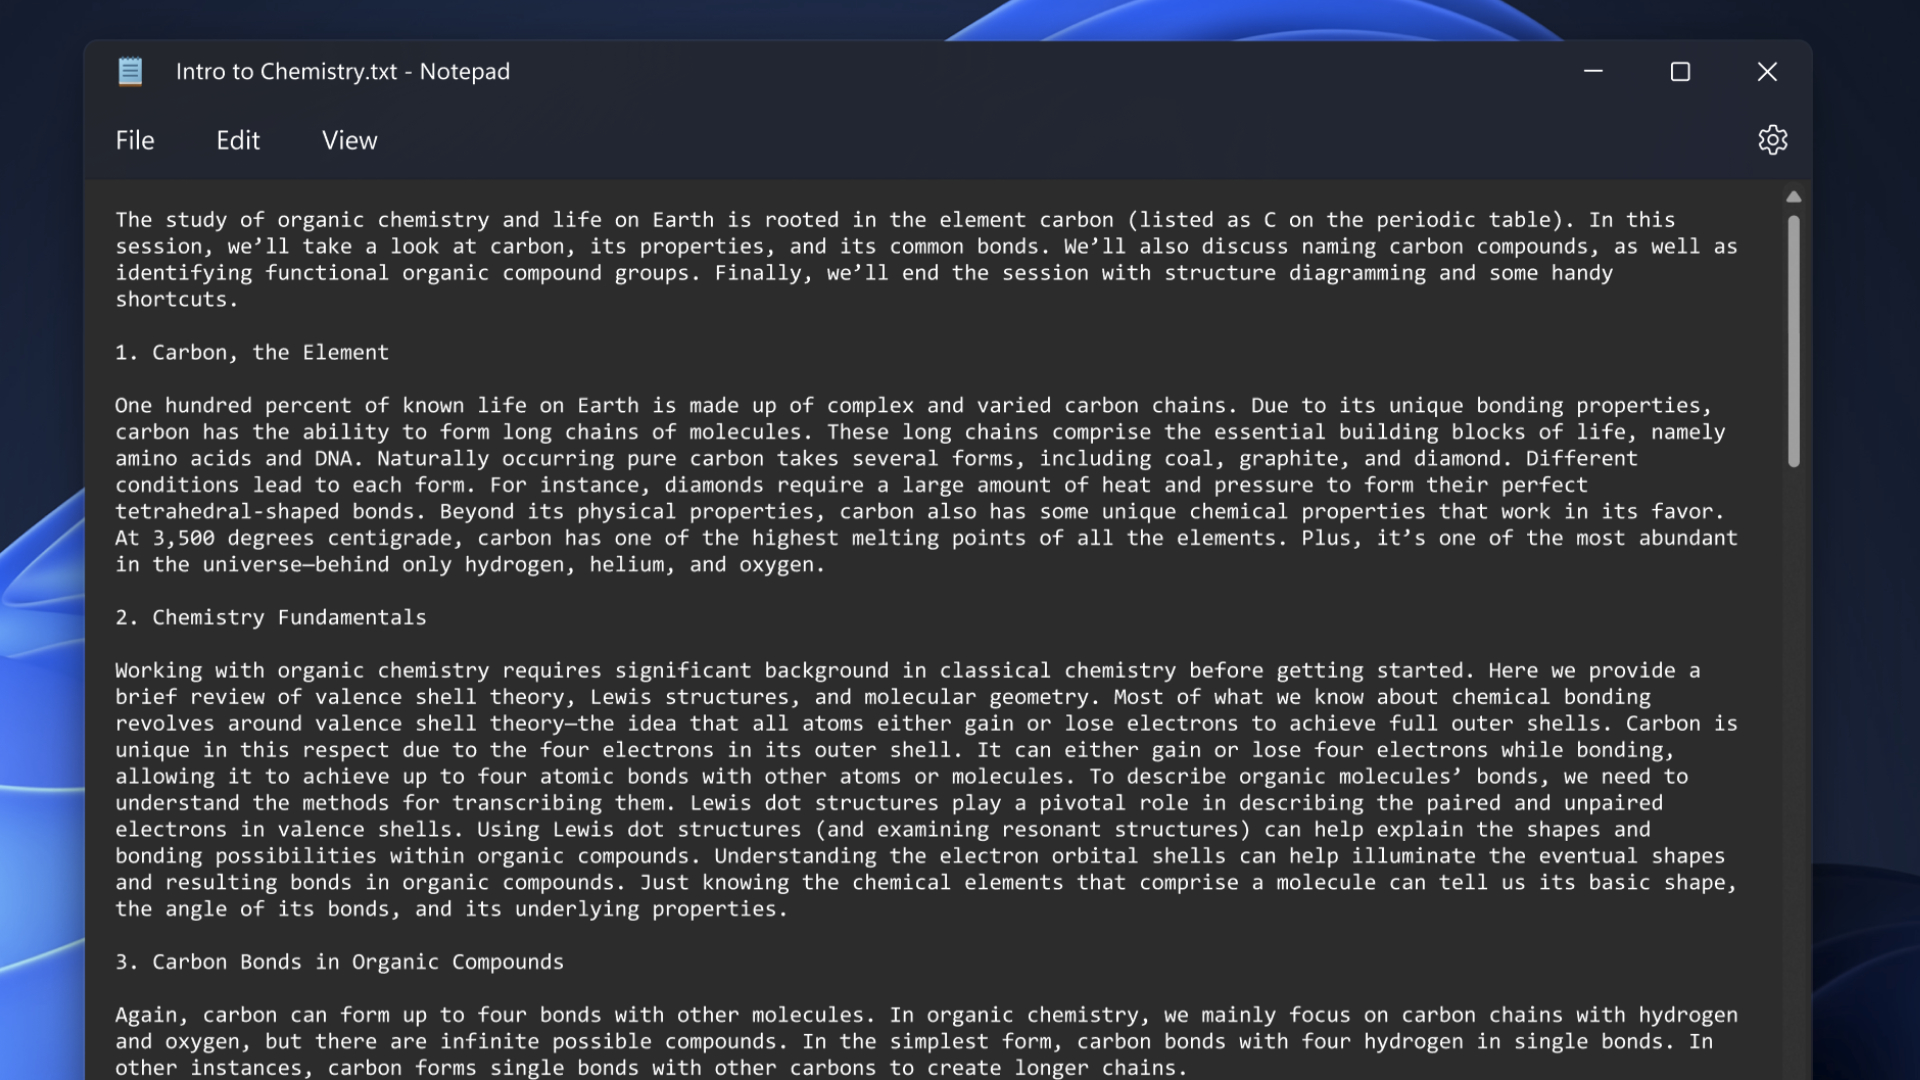 Intro to Chemistry.txt - Notepad
File Edit View
The study of organic chemistry and life on Earth is rooted in the element carbon (listed as C on the periodic table). In this
session, we’ll take a look at carbon, its properties, and its common bonds. We’ll also discuss naming carbon compounds, as well as
identifying functional organic compound groups. Finally, we’ll end the session with structure diagramming and some handy
shortcuts.
1. Carbon, the Element
One hundred percent of known life on Earth is made up of complex and varied carbon chains. Due to its unique bonding properties,
carbon has the ability to form long chains of molecules. These long chains comprise the essential building blocks of life, namely
amino acids and DNA. Naturally occurring pure carbon takes several forms, including coal, graphite, and diamond. Different
conditions lead to each form. For instance, diamonds require a large amount of heat and pressure to form their perfect
tetrahedral-shaped bonds. Beyond its physical properties, carbon also has some unique chemical properties that work in its favor.
At 3,500 degrees centigrade, carbon has one of the highest melting points of all the elements. Plus, it’s one of the most abundant
in the universe—behind only hydrogen, helium, and oxygen.
2. Chemistry Fundamentals
Working with organic chemistry requires significant background in classical chemistry before getting started. Here we provide a
brief review of valence shell theory, Lewis structures, and molecular geometry. Most of what we know about chemical bonding
revolves around valence shell theory—the idea that all atoms either gain or lose electrons to achieve full outer shells. Carbon is
unique in this respect due to the four electrons in its outer shell. It can either gain or lose four electrons while bonding,
allowing it to achieve up to four atomic bonds with other atoms or molecules. To describe organic molecules’ bonds, we need to
understand the methods for transcribing them. Lewis dot structures play a pivotal role in describing the paired and unpaired
electrons in valence shells. Using Lewis dot structures (and examining resonant structures) can help explain the shapes and
bonding possibilities within organic compounds. Understanding the electron orbital shells can help illuminate the eventual shapes
and resulting bonds in organic compounds. Just knowing the chemical elements that comprise a molecule can tell us its basic shape,
the angle of its bonds, and its underlying properties.
3. Carbon Bonds in Organic Compounds
Again, carbon can form up to four bonds with other molecules. In organic chemistry, we mainly focus on carbon chains with hydrogen
and oxygen, but there are infinite possible compounds. In the simplest form, carbon bonds with four hydrogen in single bonds. In
other instances, carbon forms single bonds with other carbons to create longer chains.